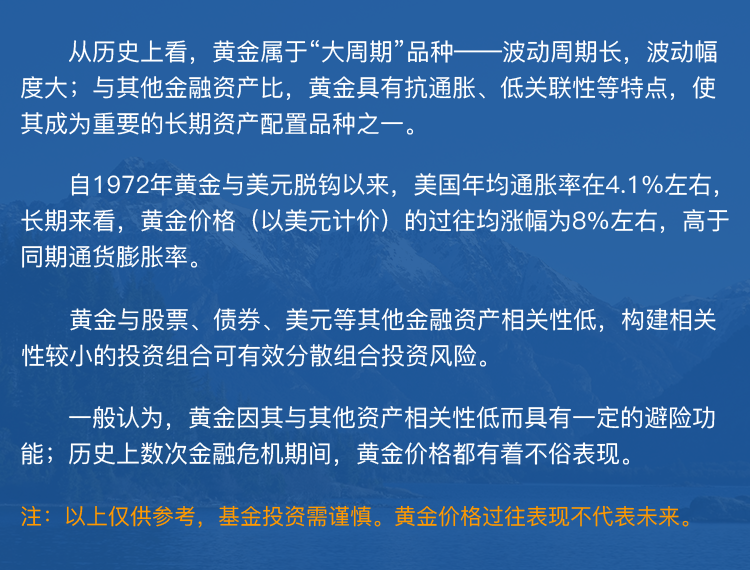 从历史上看，黄金属于“大周期”品种——波动周期长，波动幅
度大；与其他金融资产比，黄金具有抗通胀、低关联性等特点，使
其成为重要的长期资产配置品种之一。
自1972年黄金与美元脱钩以来，美国年均通胀率在4.1%左右，
长期来看，黄金价格（以美元计价）的过往均涨幅为8%左右，高于
同期通货膨胀率。
黄金与股票、债券、美元等其他金融资产相关性低，构建相关
性较小的投资组合可有效分散组合投资风险。
一般认为，黄金因其与其他资产相关性低而具有一定的避险功
能；历史上数次金融危机期间，黄金价格都有着不俗表现。
注：以上仅供参考，基金投资需谨慎。黄金价格过往表现不代表未来。